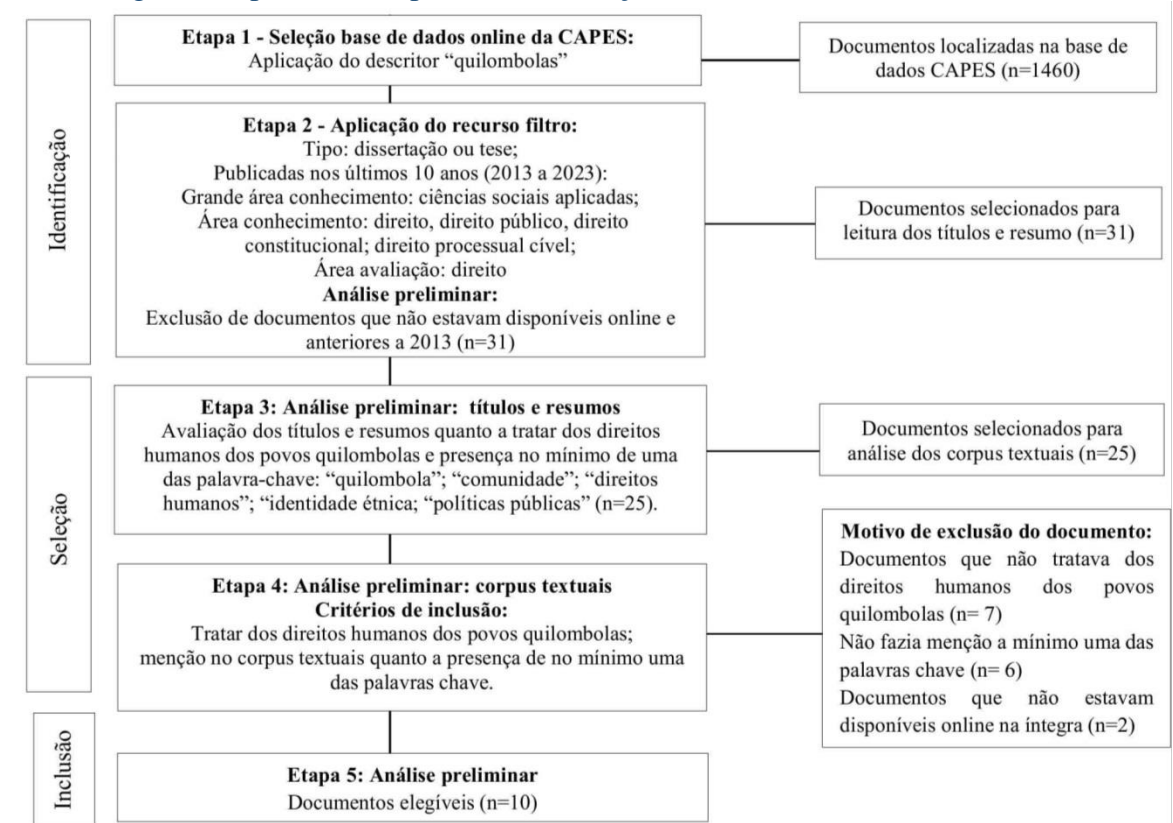 Identificação
Etapa 1 - Seleção base de dados online da CAPES:
Aplicação do descritor “quilombolas”
Documentos localizadas na base de
dados CAPES (n=1460)
Etapa 2 - Aplicação do recurso filtro:
Tipo: dissertação ou tese;
Publicadas nos últimos 10 anos (2013 a 2023):
Grande área conhecimento: ciências sociais aplicadas;
Área conhecimento: direito, direito público, direito
constitucional; direito processual cível;
Área avaliação: direito
Análise preliminar:
Exclusão de documentos que não estavam disponíveis online e
anteriores a 2013 (n=31)
Documentos selecionados para
leitura dos títulos e resumo (n=31)
Seleção
Etapa 3: Análise preliminar: títulos e resumos
Avaliação dos títulos e resumos quanto a tratar dos direitos
humanos dos povos quilombolas e presença no mínimo de uma
das palavra-chave: “quilombola”; “comunidade”; “direitos
humanos”; “identidade étnica; “políticas públicas” (n=25).
Documentos selecionados para
análise dos corpus textuais (n=25)
Etapa 4: Análise preliminar: corpus textuais
Critérios de inclusão:
Tratar dos direitos humanos dos povos quilombolas;
menção no corpus textuais quanto a presença de no mínimo uma
das palavras chave.
Motivo de exclusão do documento:
Documentos que não tratava dos
direitos humanos dos povos
quilombolas (n= 7)
Não fazia menção a mínimo uma das
palavras chave (n= 6)
Documentos que não estavam
disponíveis online na íntegra (n=2)
Inclusão
Etapa 5: Análise preliminar
Documentos elegíveis (n=10)